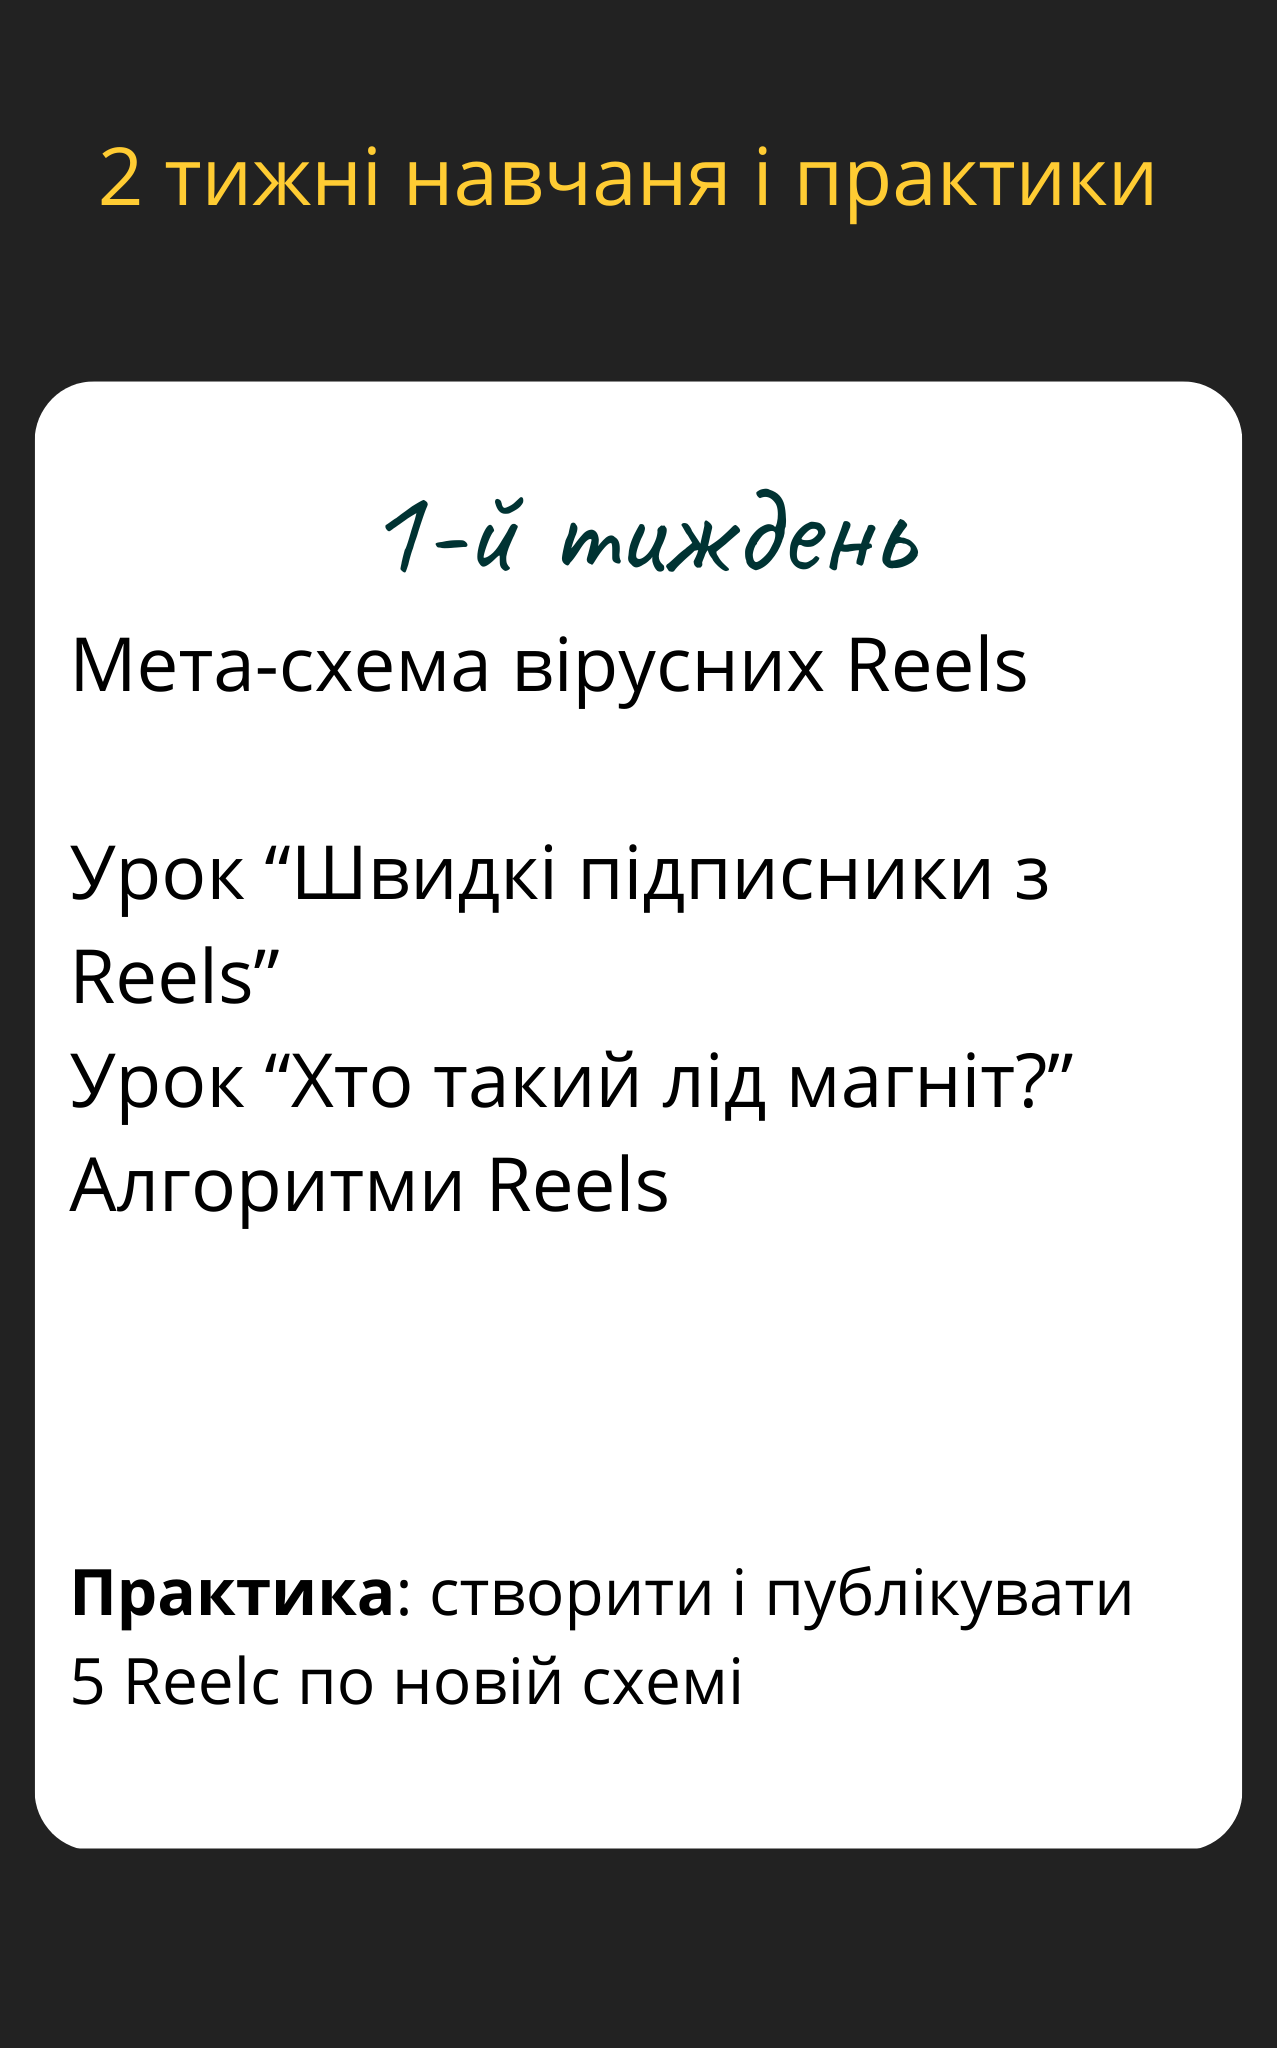 2 тижні навчаня і практики
1-й тиждень
Мета-схема вірусних Reels
Урок “Швидкі підписники з
Reels”
Урок “Хто такий лід магніт?”
Алгоритми Reels
Практика: створити і публікувати
5 Reelc по новій схемі